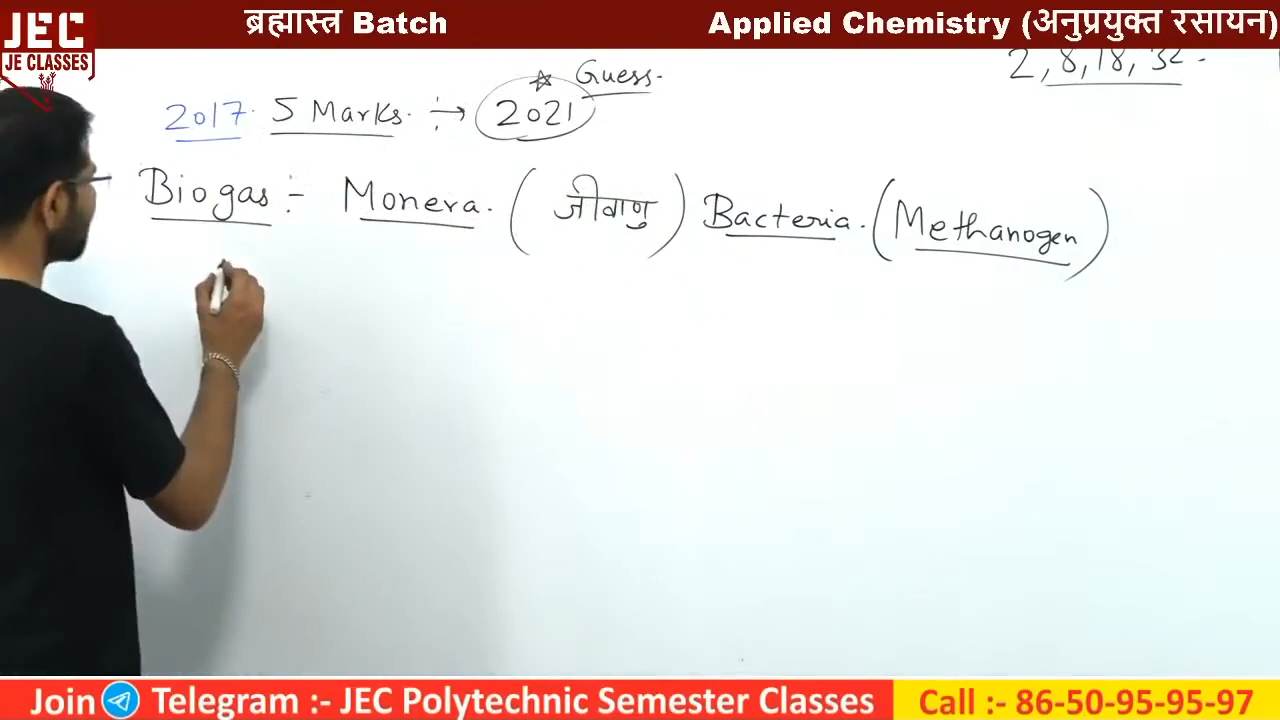 JEC
JE CLASSES
ब्रह्मास्त्र Batch
Applied Chemistry (अनुप्रयुक्त रसायन)
2, 8, 18, 32
Guess.
2017 5 Marks. → 2021
Biogas :- Monera. (जीवाणु) Bacteria. (Methanogen)
Join Telegram :- JEC Polytechnic Semester Classes
Call :- 86-50-95-95-97